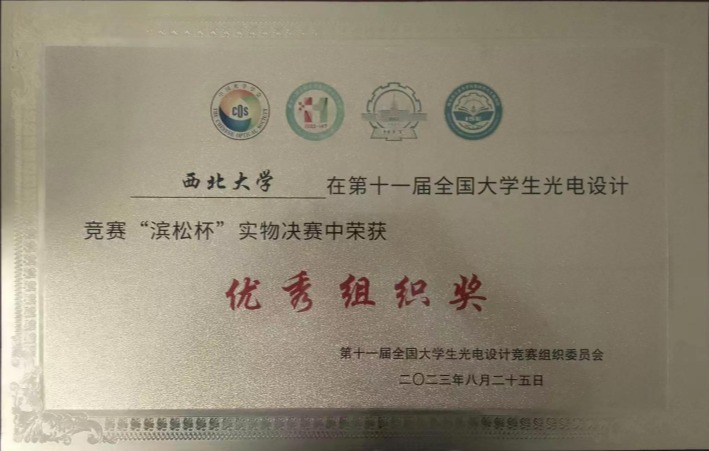 COS
西北大学 在第十一届全国大学生光电设计
竞赛“滨松杯”实物决赛中荣获
优秀组织奖
第十一届全国大学生光电设计竞赛组织委员会
二〇二三年八月二十五日